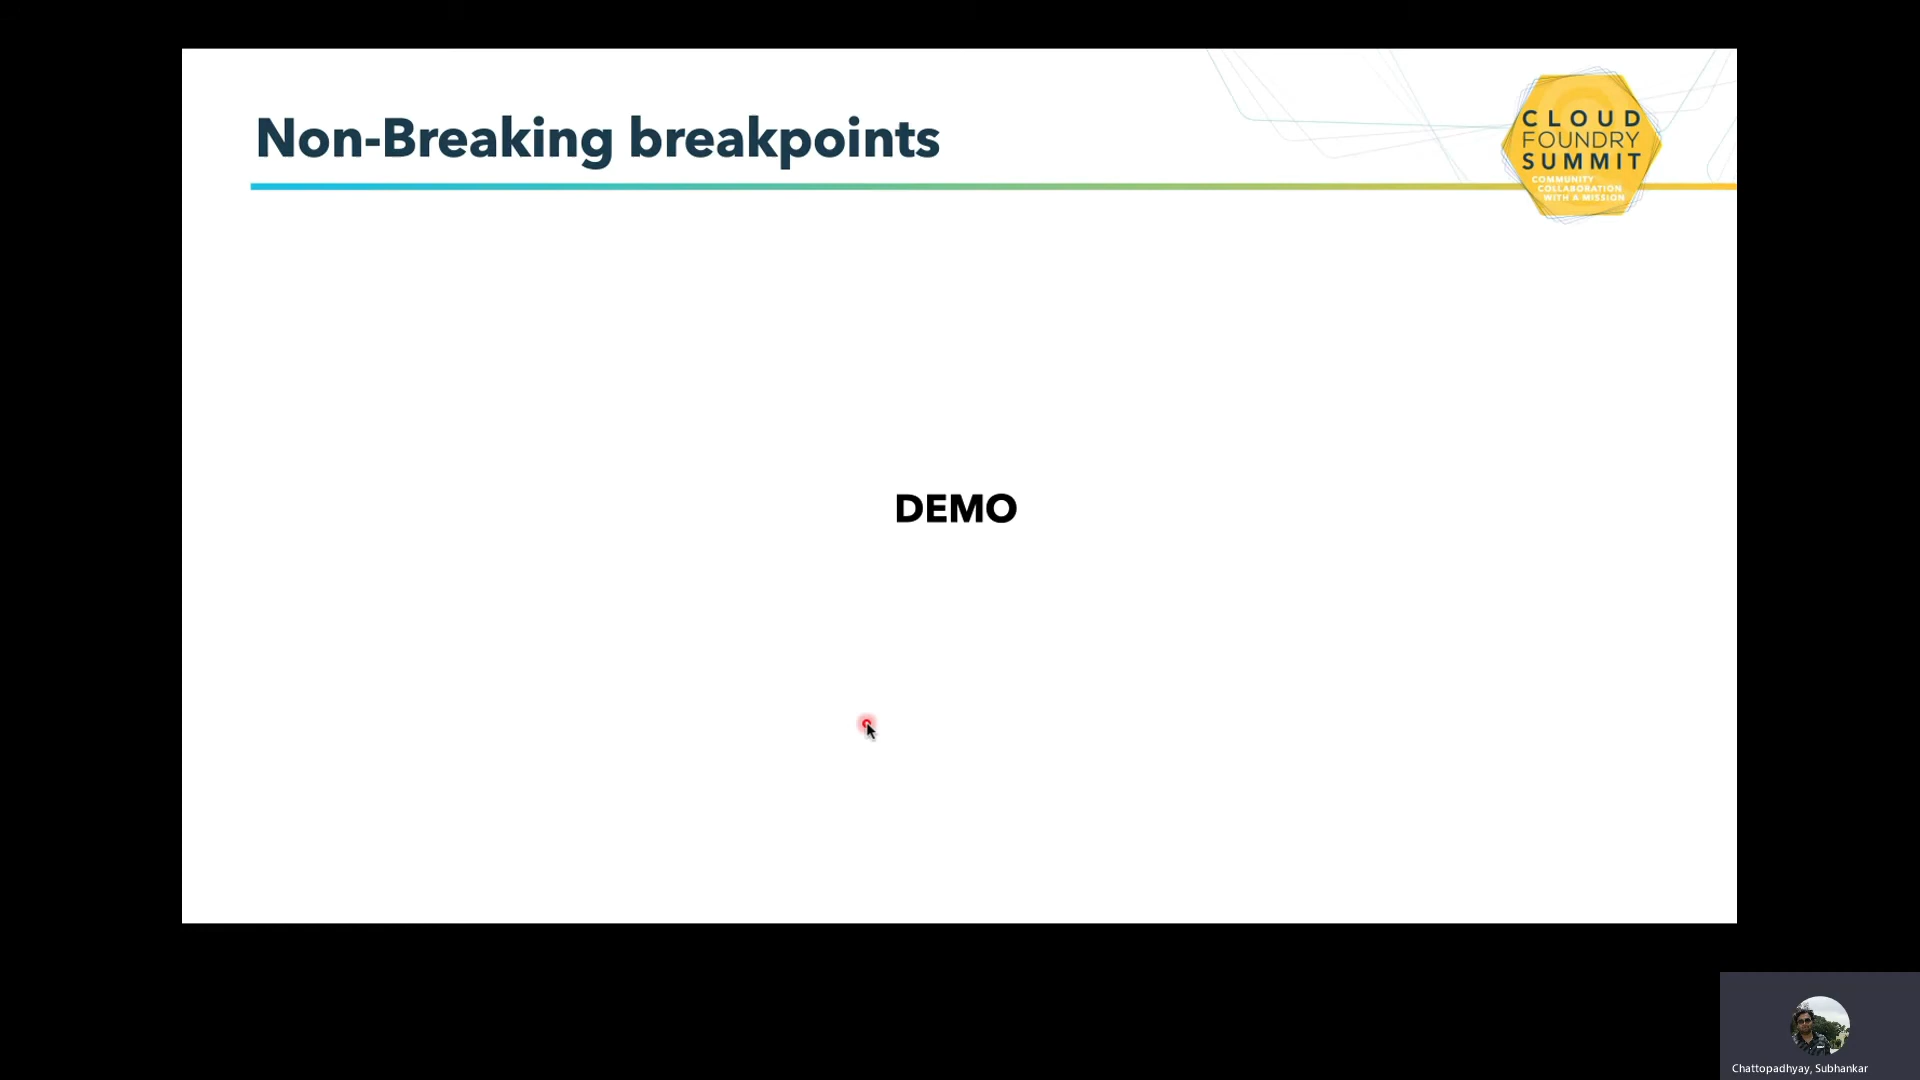 Non-Breaking breakpoints
CLOUD
FOUNDRY
SUMMIT
COMMUNITY
COLLABORATION
WITH A MISSION
DEMO
Chattopadhyay, Subhankar